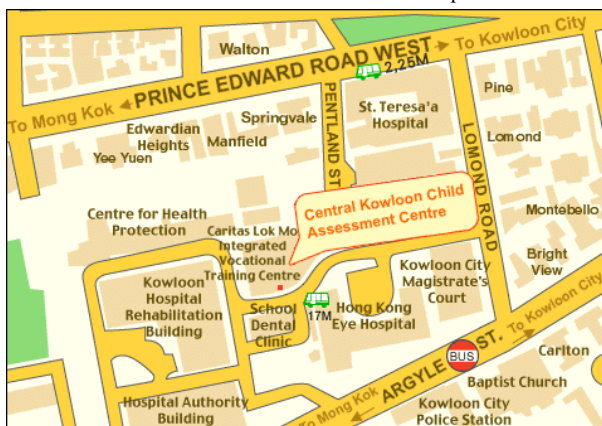 Walton
To Kowloon City
PRINCE EDWARD ROAD WEST
2,25M
To Mong Kok
PENTLAND ST
St. Teresa'a
Hospital
Pine
Springvale
Edwardian
Heights
Manfield
Yee Yuen
Lomond
LOMOND ROAD
Central Kowloon Child
Assessment Centre
Montebello
Centre for Health
Protection
Caritas Lok Mo
Integrated
Vocational
Training Centre
Bright
View
Kowloon
Hospital
Rehabilitation
Building
Kowloon City
Magistrate's
Court
School
Dental
Clinic
17M
Hong Kong
Eye Hospital
To Kowloon City
ARGYLE ST.
BUS
Carlton
Baptist Church
Hospital Authority
Building
To Mong Kok
Kowloon City
Police Station